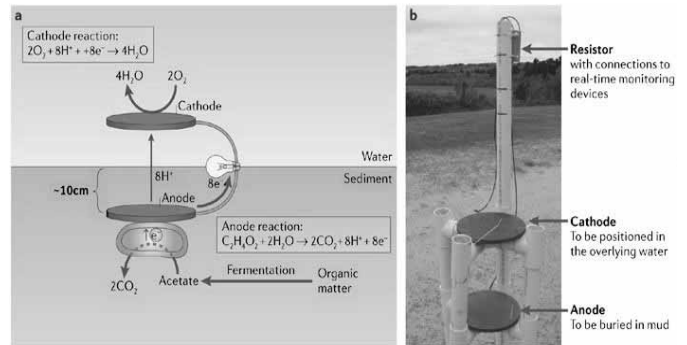 a
Cathode reaction:
2O₂ + 8H⁺ + +8e⁻ → 4H₂O
4H₂O 2O₂
Cathode
8H⁺
8e⁻
Water
Sediment
~10cm
Anode
Anode reaction:
C₂H₄O₂ + 2H₂O → 2CO₂ + 8H⁺ + 8e⁻
e⁻
2CO₂
Acetate
Fermentation
Organic
matter
b
Resistor
with connections to
real-time monitoring
devices
Cathode
To be positioned in
the overlying water
Anode
To be buried in mud